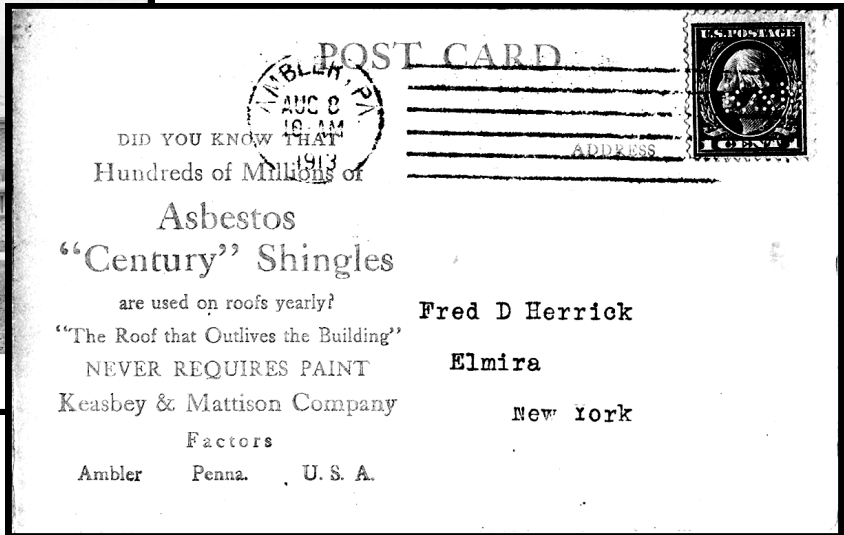 POST CARD
AMBLER, PA
AUG 8
10 AM
1913
U.S. POSTAGE
1 CENT 1
ADDRESS
DID YOU KNOW THAT
Hundreds of Millions of
Asbestos
“Century” Shingles
are used on roofs yearly?
“The Roof that Outlives the Building”
NEVER REQUIRES PAINT
Keasbey & Mattison Company
Factors
Ambler Penna. U. S. A.
Fred D Herrick
Elmira
New York